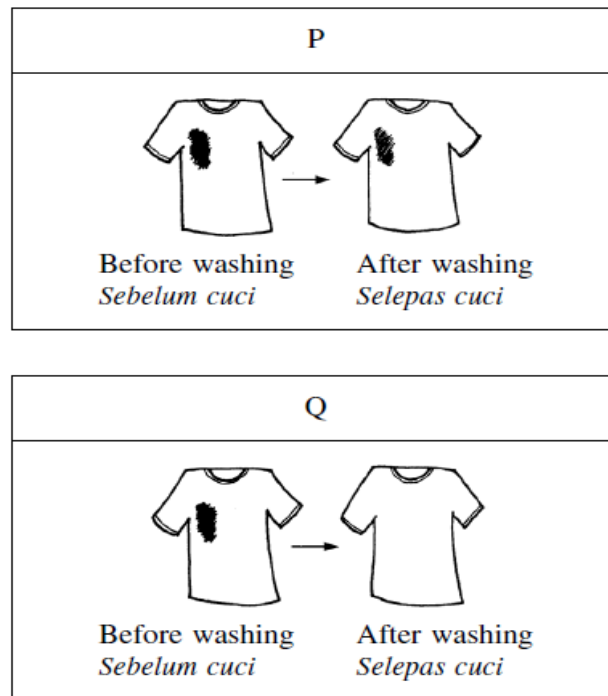 P
Before washing
Sebelum cuci
After washing
Selepas cuci
Q
Before washing
Sebelum cuci
After washing
Selepas cuci